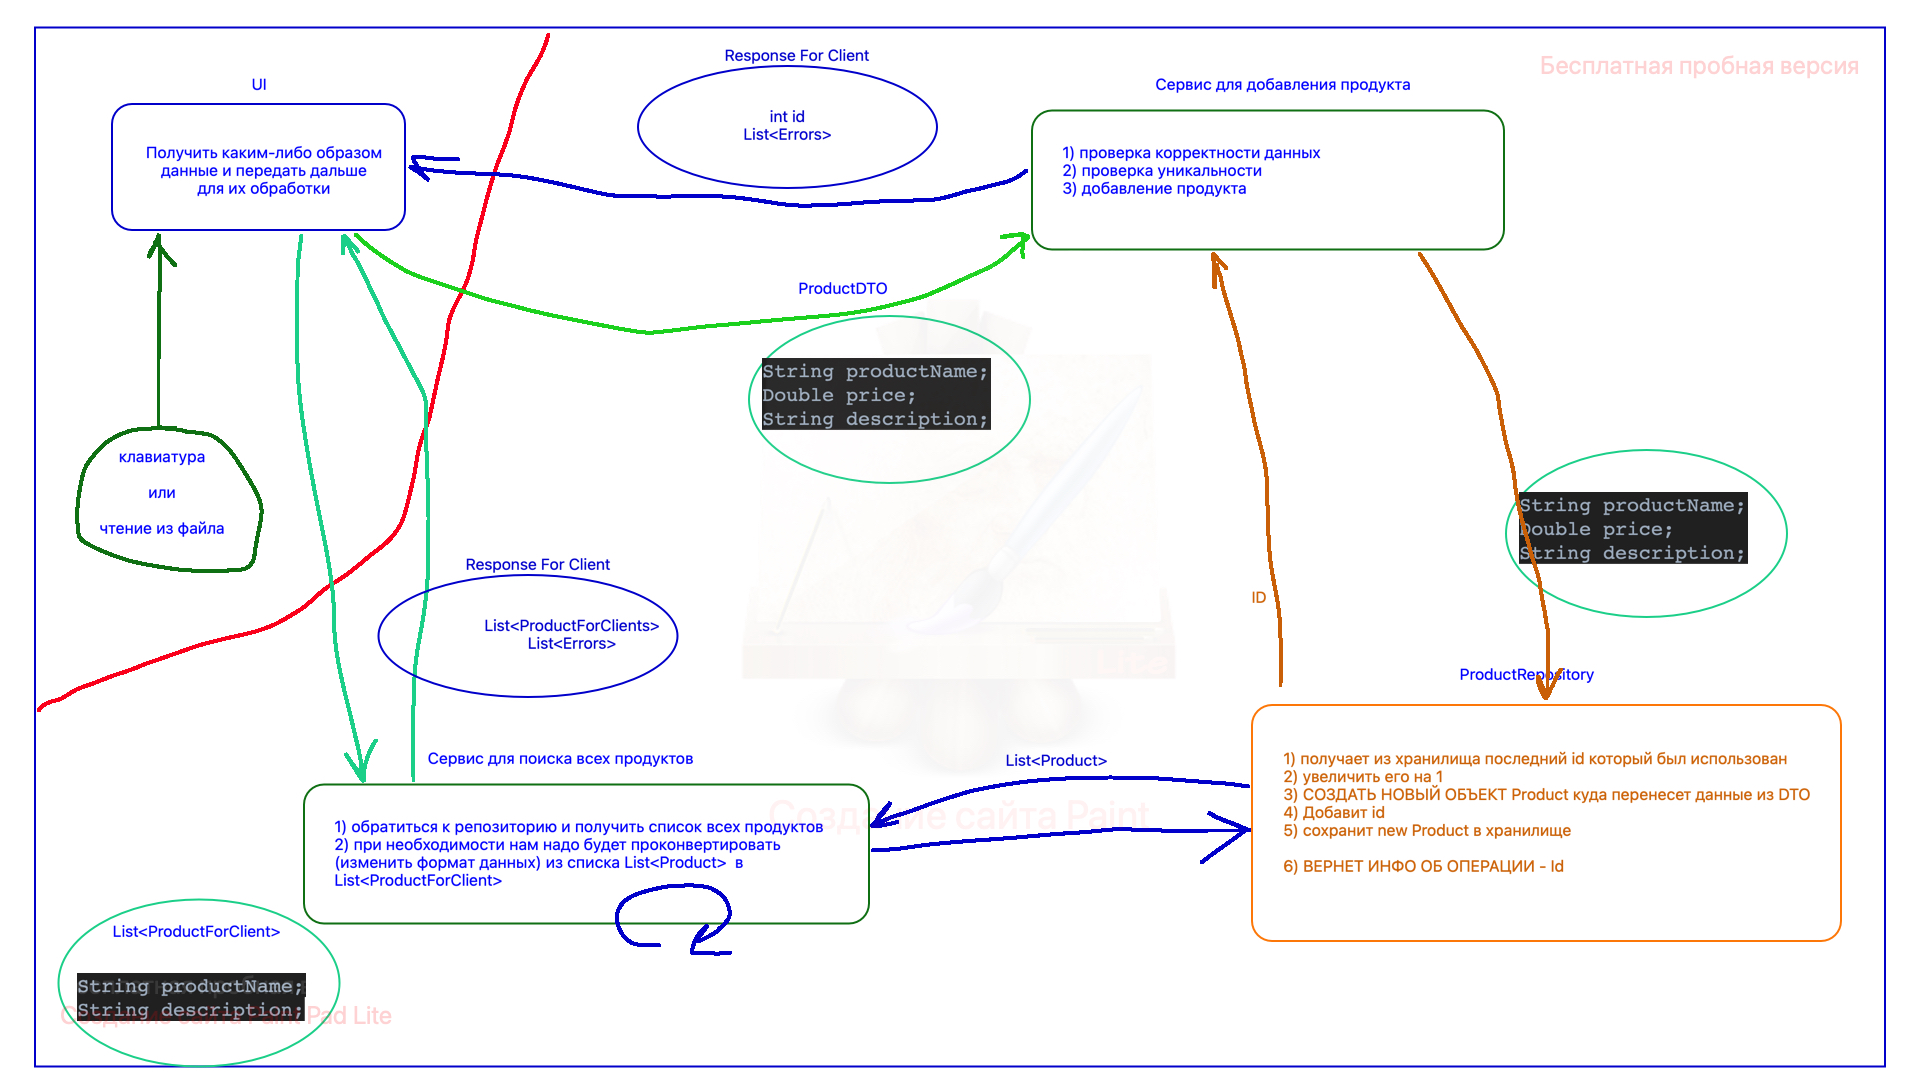 Response For Client
int id
List<Errors>
Бесплатная пробная версия
UI
Получить каким-либо образом
данные и передать дальше
для их обработки
Сервис для добавления продукта
1) проверка корректности данных
2) проверка уникальности
3) добавление продукта
ProductDTO
String productName;
Double price;
String description;
клавиатура
или
чтение из файла
String productName;
Double price;
String description;
Response For Client
List<ProductForClients>
List<Errors>
ID
ProductRepository
Сервис для поиска всех продуктов
List<Product>
1) обратиться к репозиторию и получить список всех продуктов
2) при необходимости нам надо будет проконвертировать
(изменить формат данных) из списка List<Product> в
List<ProductForClient>
Создание сайта Paint
1) получает из хранилища последний id который был использован
2) увеличить его на 1
3) СОЗДАТЬ НОВЫЙ ОБЪЕКТ Product куда перенесет данные из DTO
4) Добавит id
5) сохранит new Product в хранилище
6) ВЕРНЕТ ИНФО ОБ ОПЕРАЦИИ - Id
List<ProductForClient>
String productName;
String description;
Создание сайта Paint Pad Lite